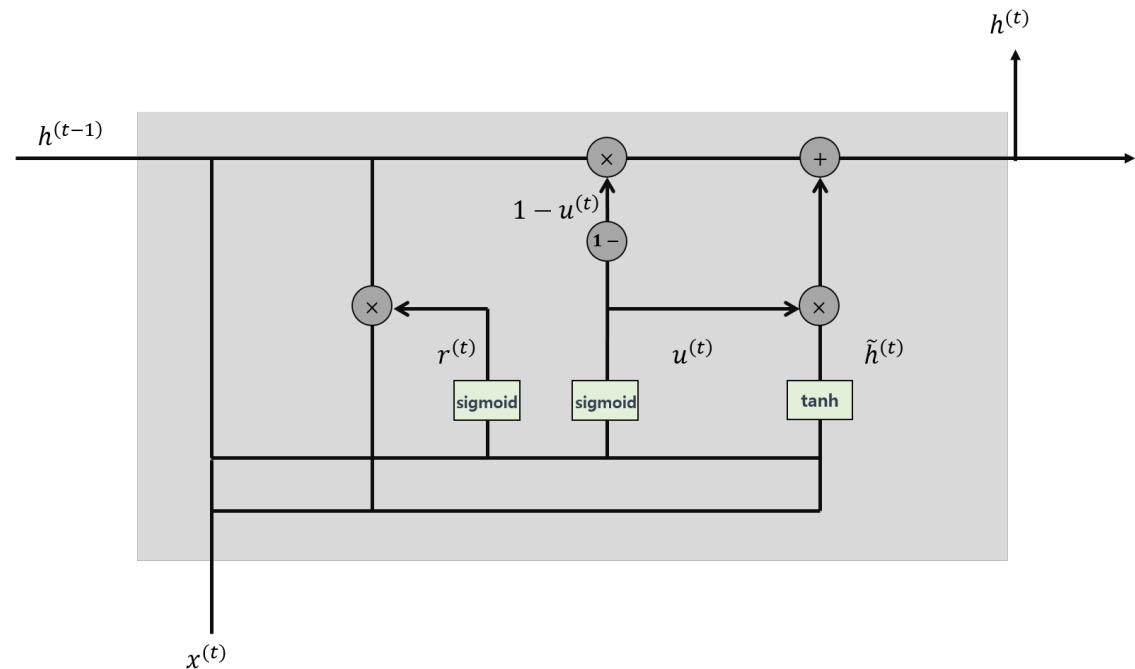 h^(t)
h^(t−1)
×
+
1 − u^(t)
1 −
×
×
r^(t)
u^(t)
h̃^(t)
sigmoid
sigmoid
tanh
x^(t)